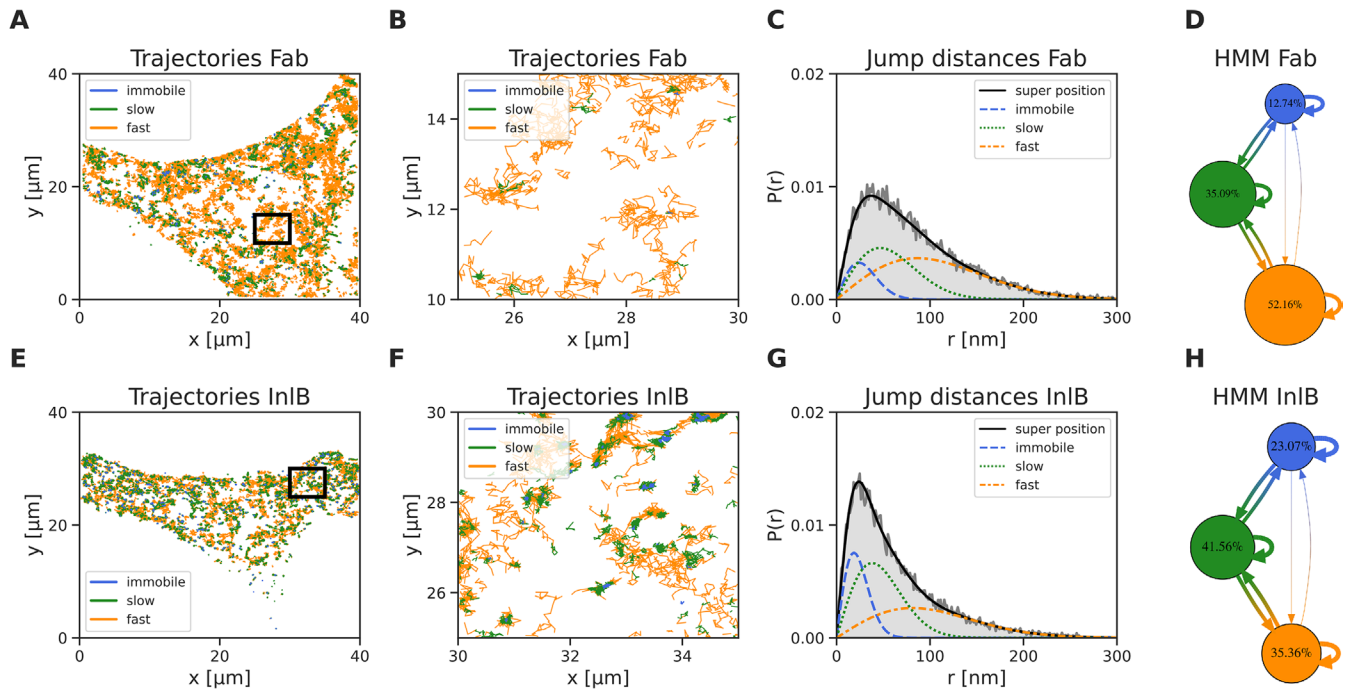 A
Trajectories Fab
immobile
slow
fast
40
20
0
0
20
40
x [µm]
y [µm]
B
Trajectories Fab
immobile
slow
fast
14
12
10
26
28
30
x [µm]
y [µm]
C
Jump distances Fab
super position
immobile
slow
fast
0.02
0.01
0.00
0
100
200
300
r [nm]
P(r)
D
HMM Fab
12.74%
35.09%
52.16%
E
Trajectories InlB
immobile
slow
fast
40
20
0
0
20
40
x [µm]
y [µm]
F
Trajectories InlB
immobile
slow
fast
30
28
26
30
32
34
x [µm]
y [µm]
G
Jump distances InlB
super position
immobile
slow
fast
0.02
0.01
0.00
0
100
200
300
r [nm]
P(r)
H
HMM InlB
23.07%
41.56%
35.36%